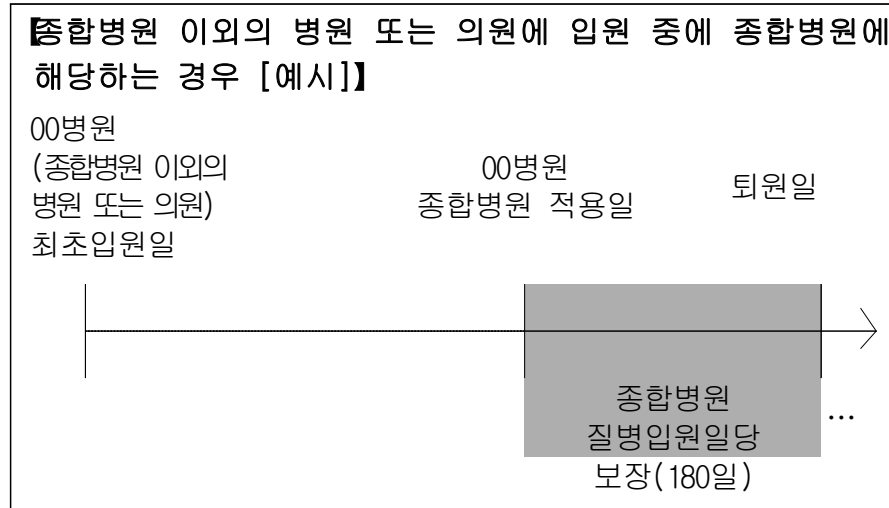 【종합병원 이외의 병원 또는 의원에 입원 중에 종합병원에
해당하는 경우 [예시]】
00병원
(종합병원 이외의
병원 또는 의원)
최초입원일
00병원
종합병원 적용일
퇴원일
종합병원
질병입원일당
보장(180일)
...